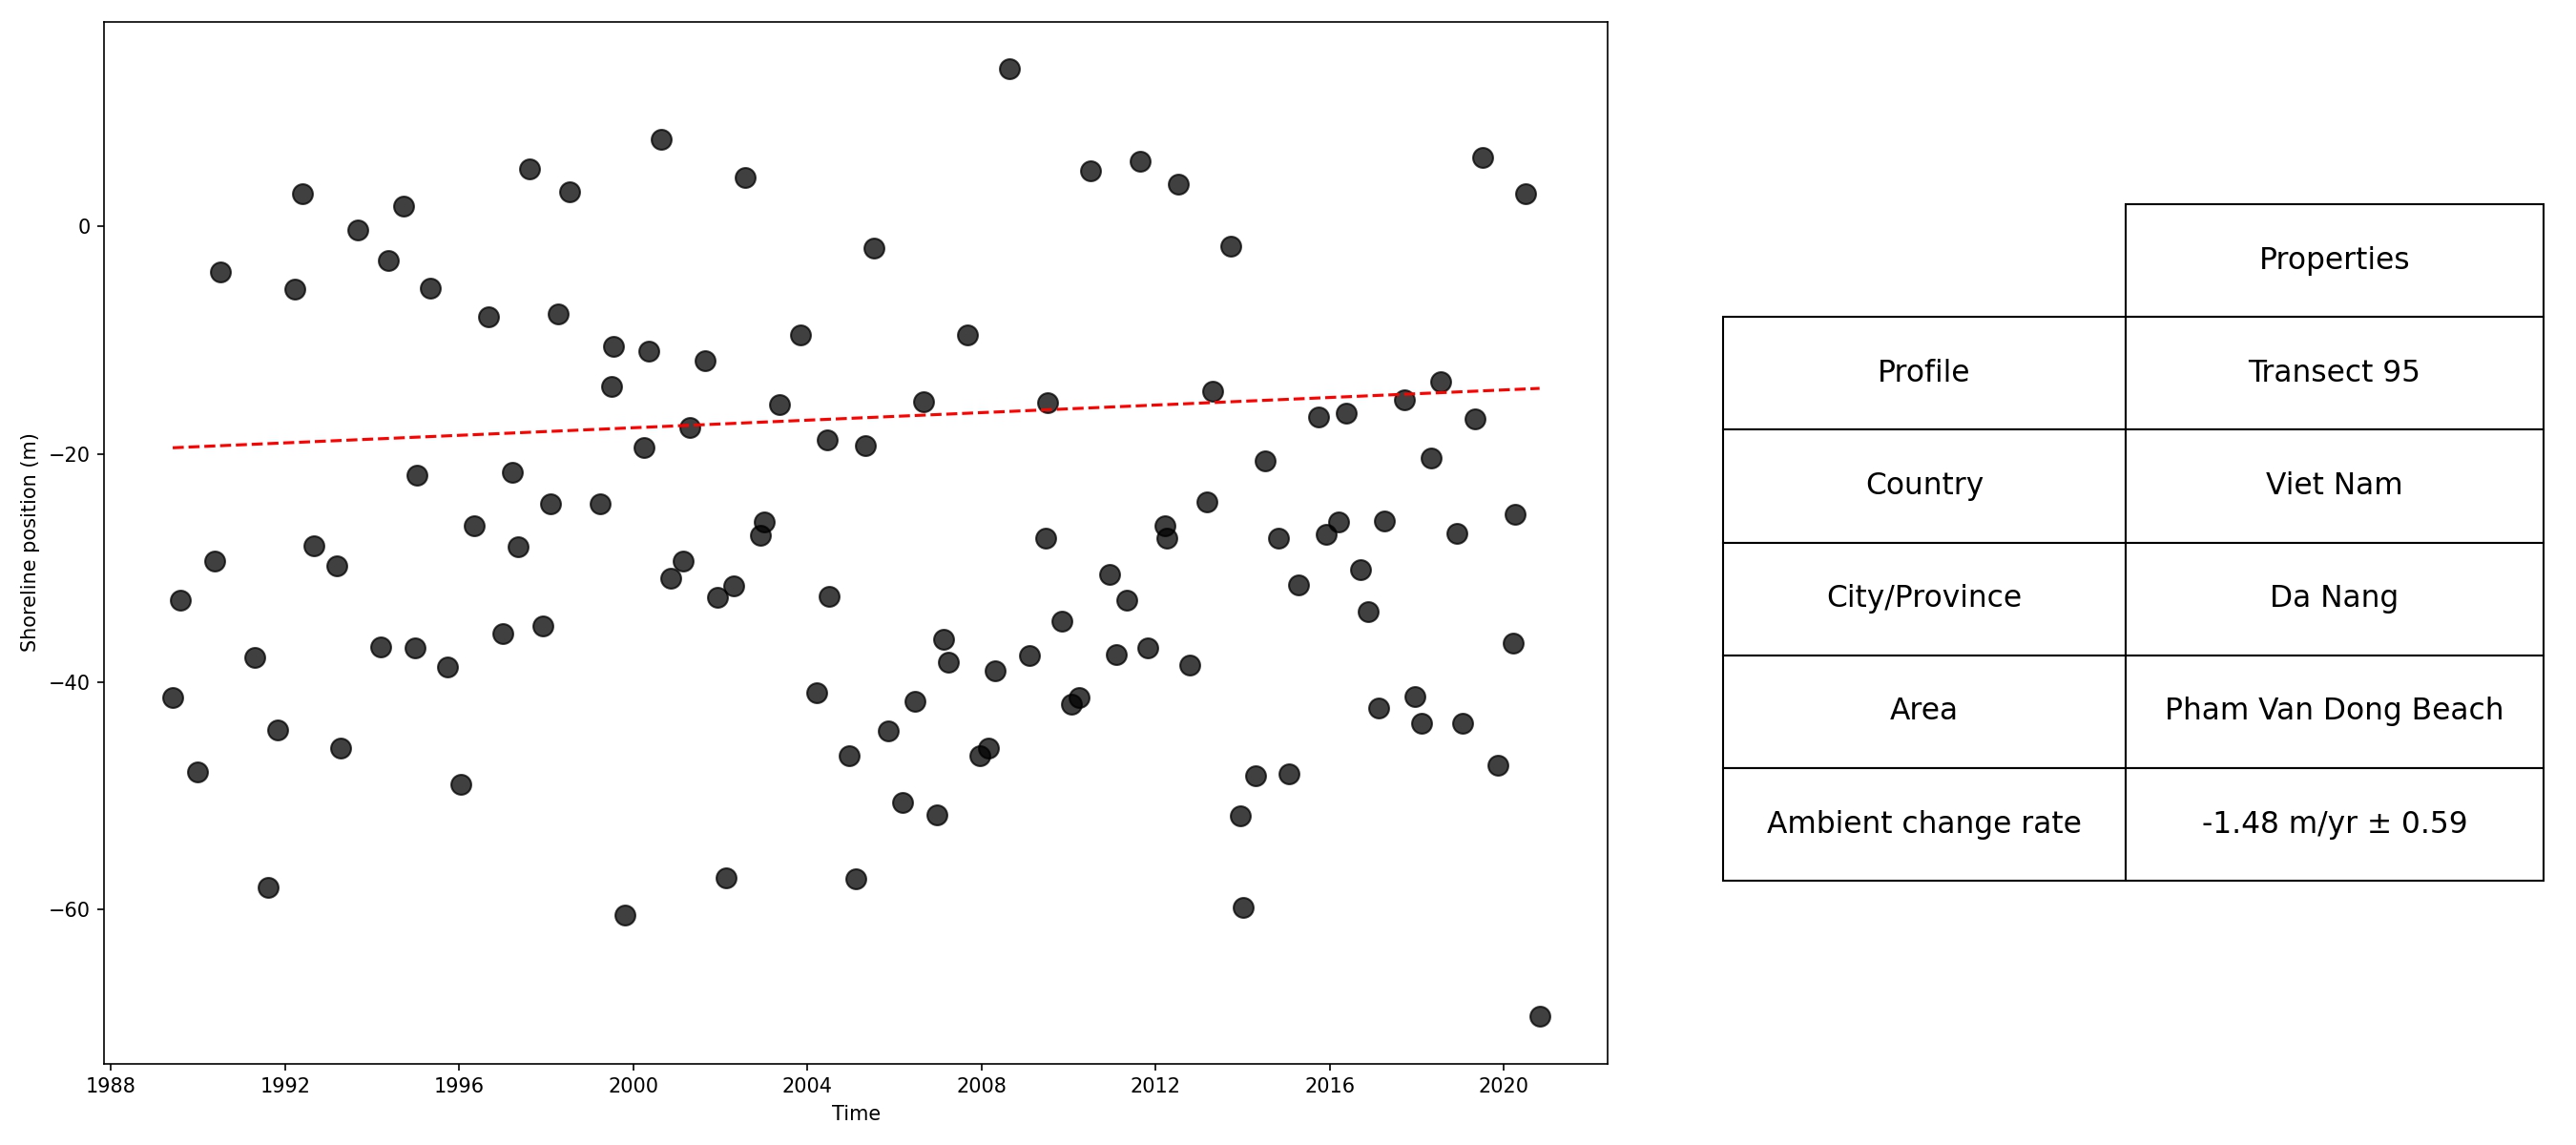 0
−20
−40
−60
Shoreline position (m)
1988 1992 1996 2000 2004 2008 2012 2016 2020
Time
Properties
Profile Transect 95
Country Viet Nam
City/Province Da Nang
Area Pham Van Dong Beach
Ambient change rate -1.48 m/yr ± 0.59